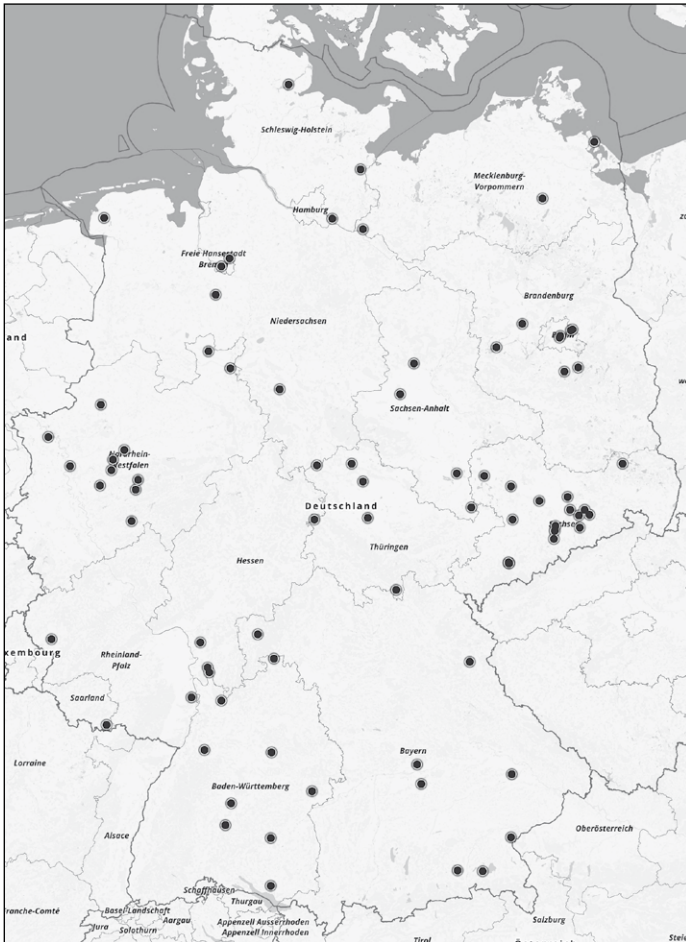 Schleswig-Holstein
Mecklenburg-
Vorpommern
Hamburg
Freie Hansestadt
Brandenburg
Niedersachsen
and
Sachsen-Anhalt
Nordrhein-
Westfalen
Deutschland
Sachsen
Thüringen
Hessen
xembourg
Rheinland-
Pfalz
Saarland
Lorraine
Bayern
Baden-Württemberg
Alsace
Oberösterreich
Schaffhausen
Thurgau
Franche-Comté
Basel-Landschaft
Aargau
Jura
Solothurn
Appenzell Ausserrhoden
Appenzell Innerrhoden
Salzburg
Tirol